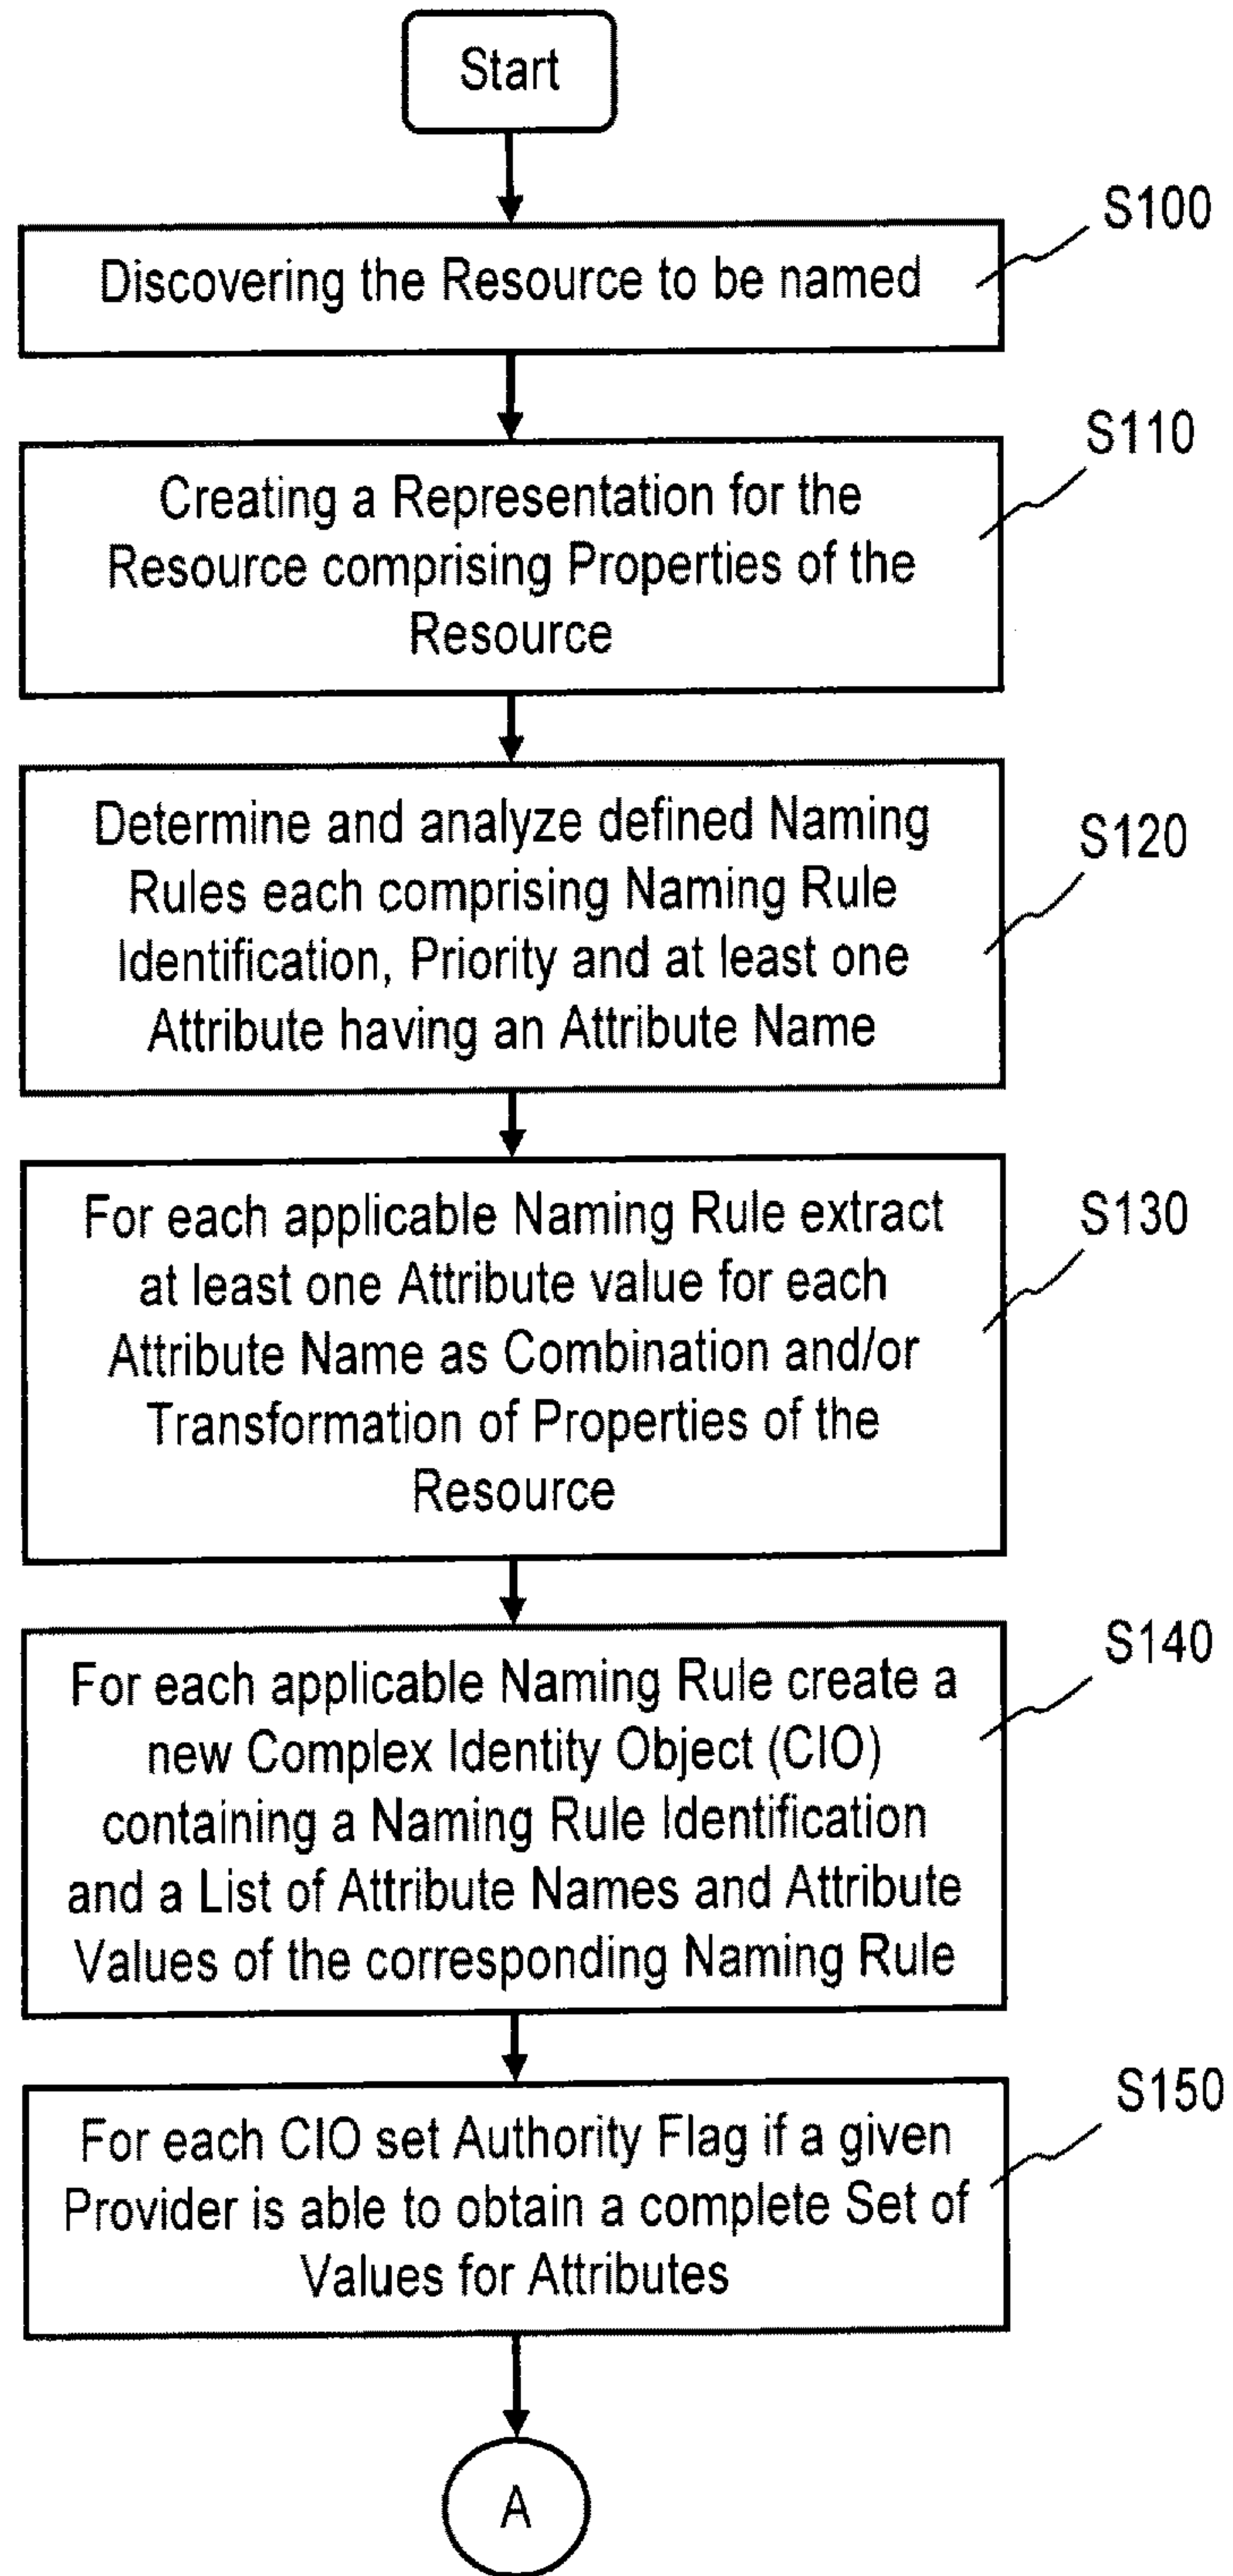 Start
S100
Discovering the Resource to be named
S110
Creating a Representation for the
Resource comprising Properties of the
Resource
S120
Determine and analyze defined Naming
Rules each comprising Naming Rule
Identification, Priority and at least one
Attribute having an Attribute Name
S130
For each applicable Naming Rule extract
at least one Attribute value for each
Attribute Name as Combination and/or
Transformation of Properties of the
Resource
S140
For each applicable Naming Rule create a
new Complex Identity Object (CIO)
containing a Naming Rule Identification
and a List of Attribute Names and Attribute
Values of the corresponding Naming Rule
S150
For each CIO set Authority Flag if a given
Provider is able to obtain a complete Set of
Values for Attributes
A